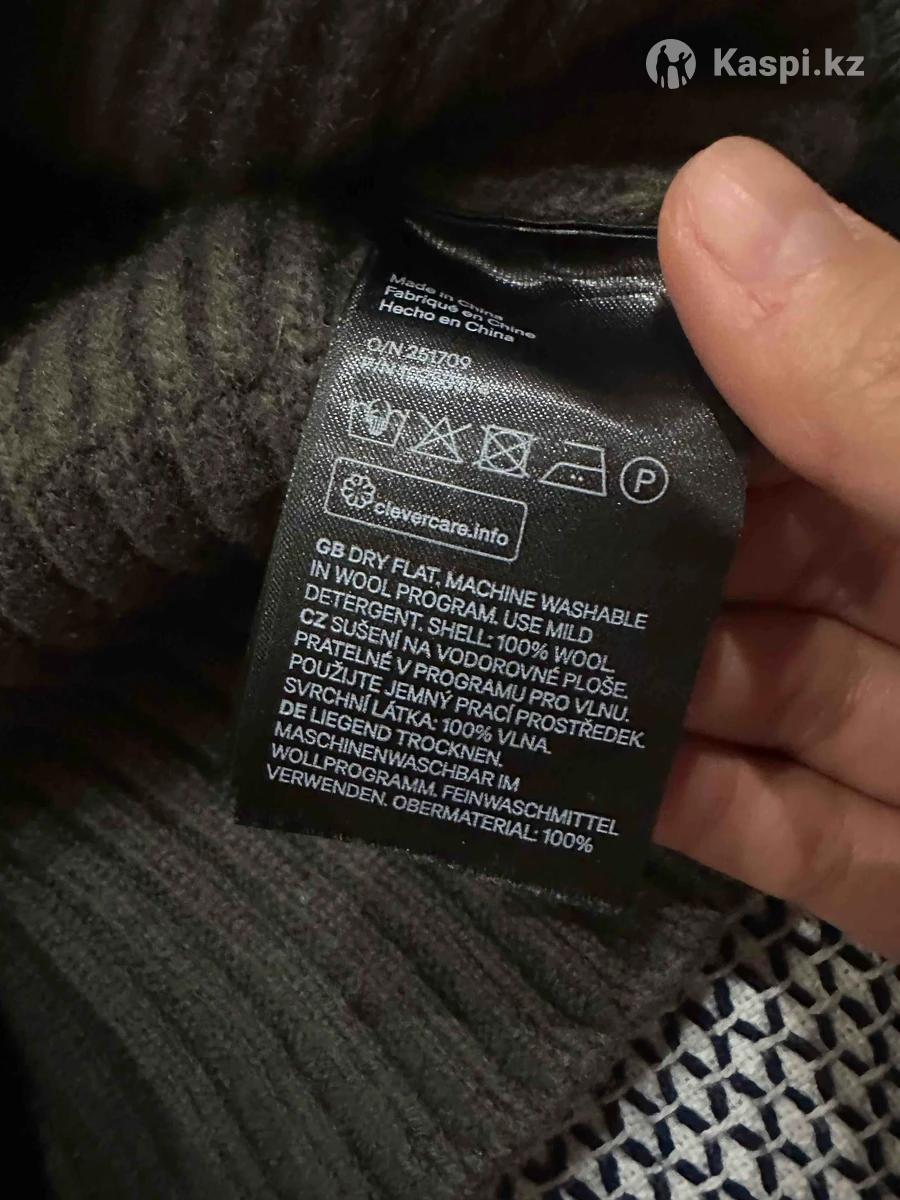 Kaspi.kz
Made in China
Fabriqué en Chine
Hecho en China
O/N 251709
P
clevercare.info
GB DRY FLAT. MACHINE WASHABLE
IN WOOL PROGRAM. USE MILD
DETERGENT. SHELL: 100% WOOL.
CZ SUŠENÍ NA VODOROVNÉ PLOŠE.
PRATELNÉ V PROGRAMU PRO VLNU.
POUŽIJTE JEMNÝ PRACÍ PROSTŘEDEK.
SVRCHNÍ LÁTKA: 100% VLNA.
DE LIEGEND TROCKNEN.
MASCHINENWASCHBAR IM
WOLLPROGRAMM. FEINWASCHMITTEL
VERWENDEN. OBERMATERIAL: 100%